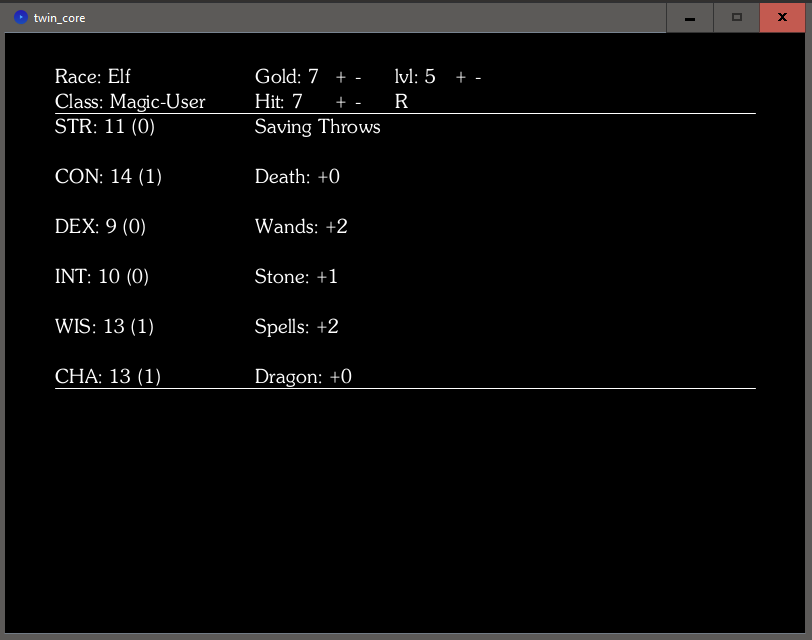 twin_core
Race: Elf Gold: 7 + - lvl: 5 + -
Class: Magic-User Hit: 7 + - R
STR: 11 (0) Saving Throws
CON: 14 (1) Death: +0
DEX: 9 (0) Wands: +2
INT: 10 (0) Stone: +1
WIS: 13 (1) Spells: +2
CHA: 13 (1) Dragon: +0